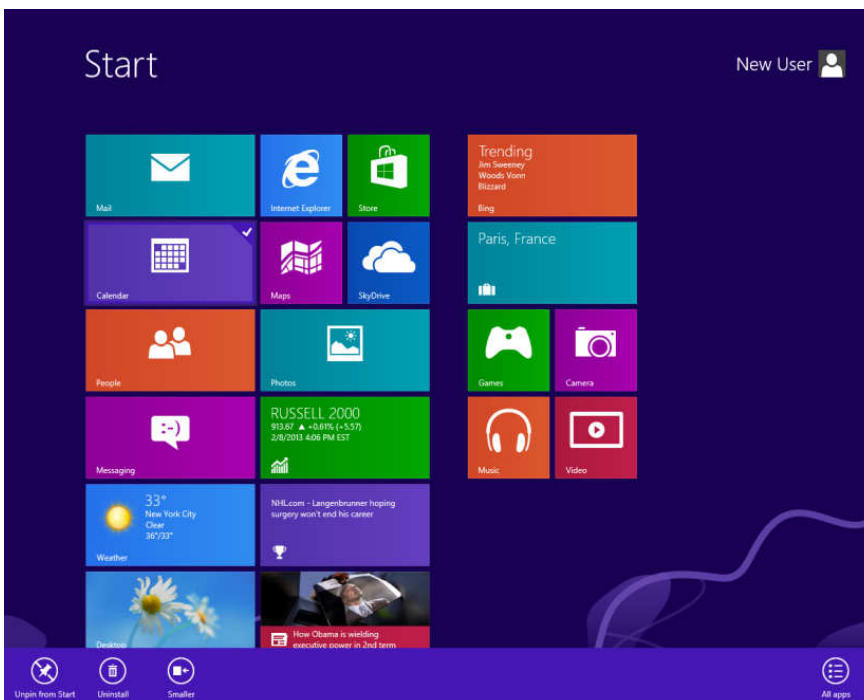 Start
New User
Mail
Internet Explorer
Store
Calendar
Maps
SkyDrive
People
Photos
Messaging
:-)
RUSSELL 2000
913.67 ▲ +0.61% (+5.57)
2/8/2013 4:06 PM EST
33°
New York City
Clear
36°/33°
Weather
NHL.com - Langenbrunner hoping
surgery won't end his career
Desktop
How Obama is wielding
executive power in 2nd term
Trending
Jim Sweeney
Woods Vonn
Blizzard
Bing
Paris, France
Games
Camera
Music
Video
Unpin from Start
Uninstall
Smaller
All apps